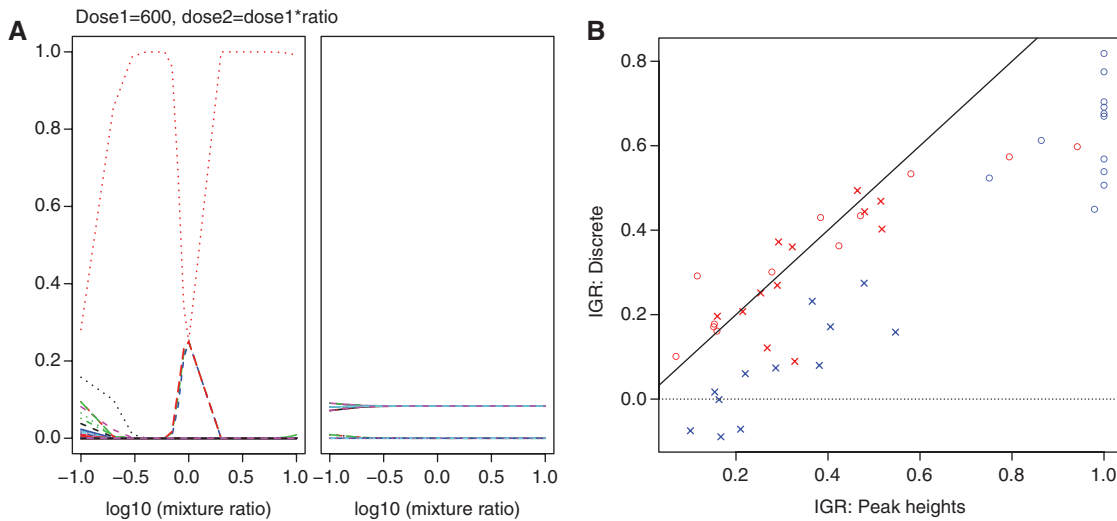 Dose1=600, dose2=dose1*ratio
A
1.0
0.8
0.6
0.4
0.2
0.0
−1.0 −0.5 0.0 0.5 1.0
log10 (mixture ratio)
−1.0 −0.5 0.0 0.5 1.0
log10 (mixture ratio)
B
IGR: Discrete
0.8
0.6
0.4
0.2
0.0
0.2 0.4 0.6 0.8 1.0
IGR: Peak heights